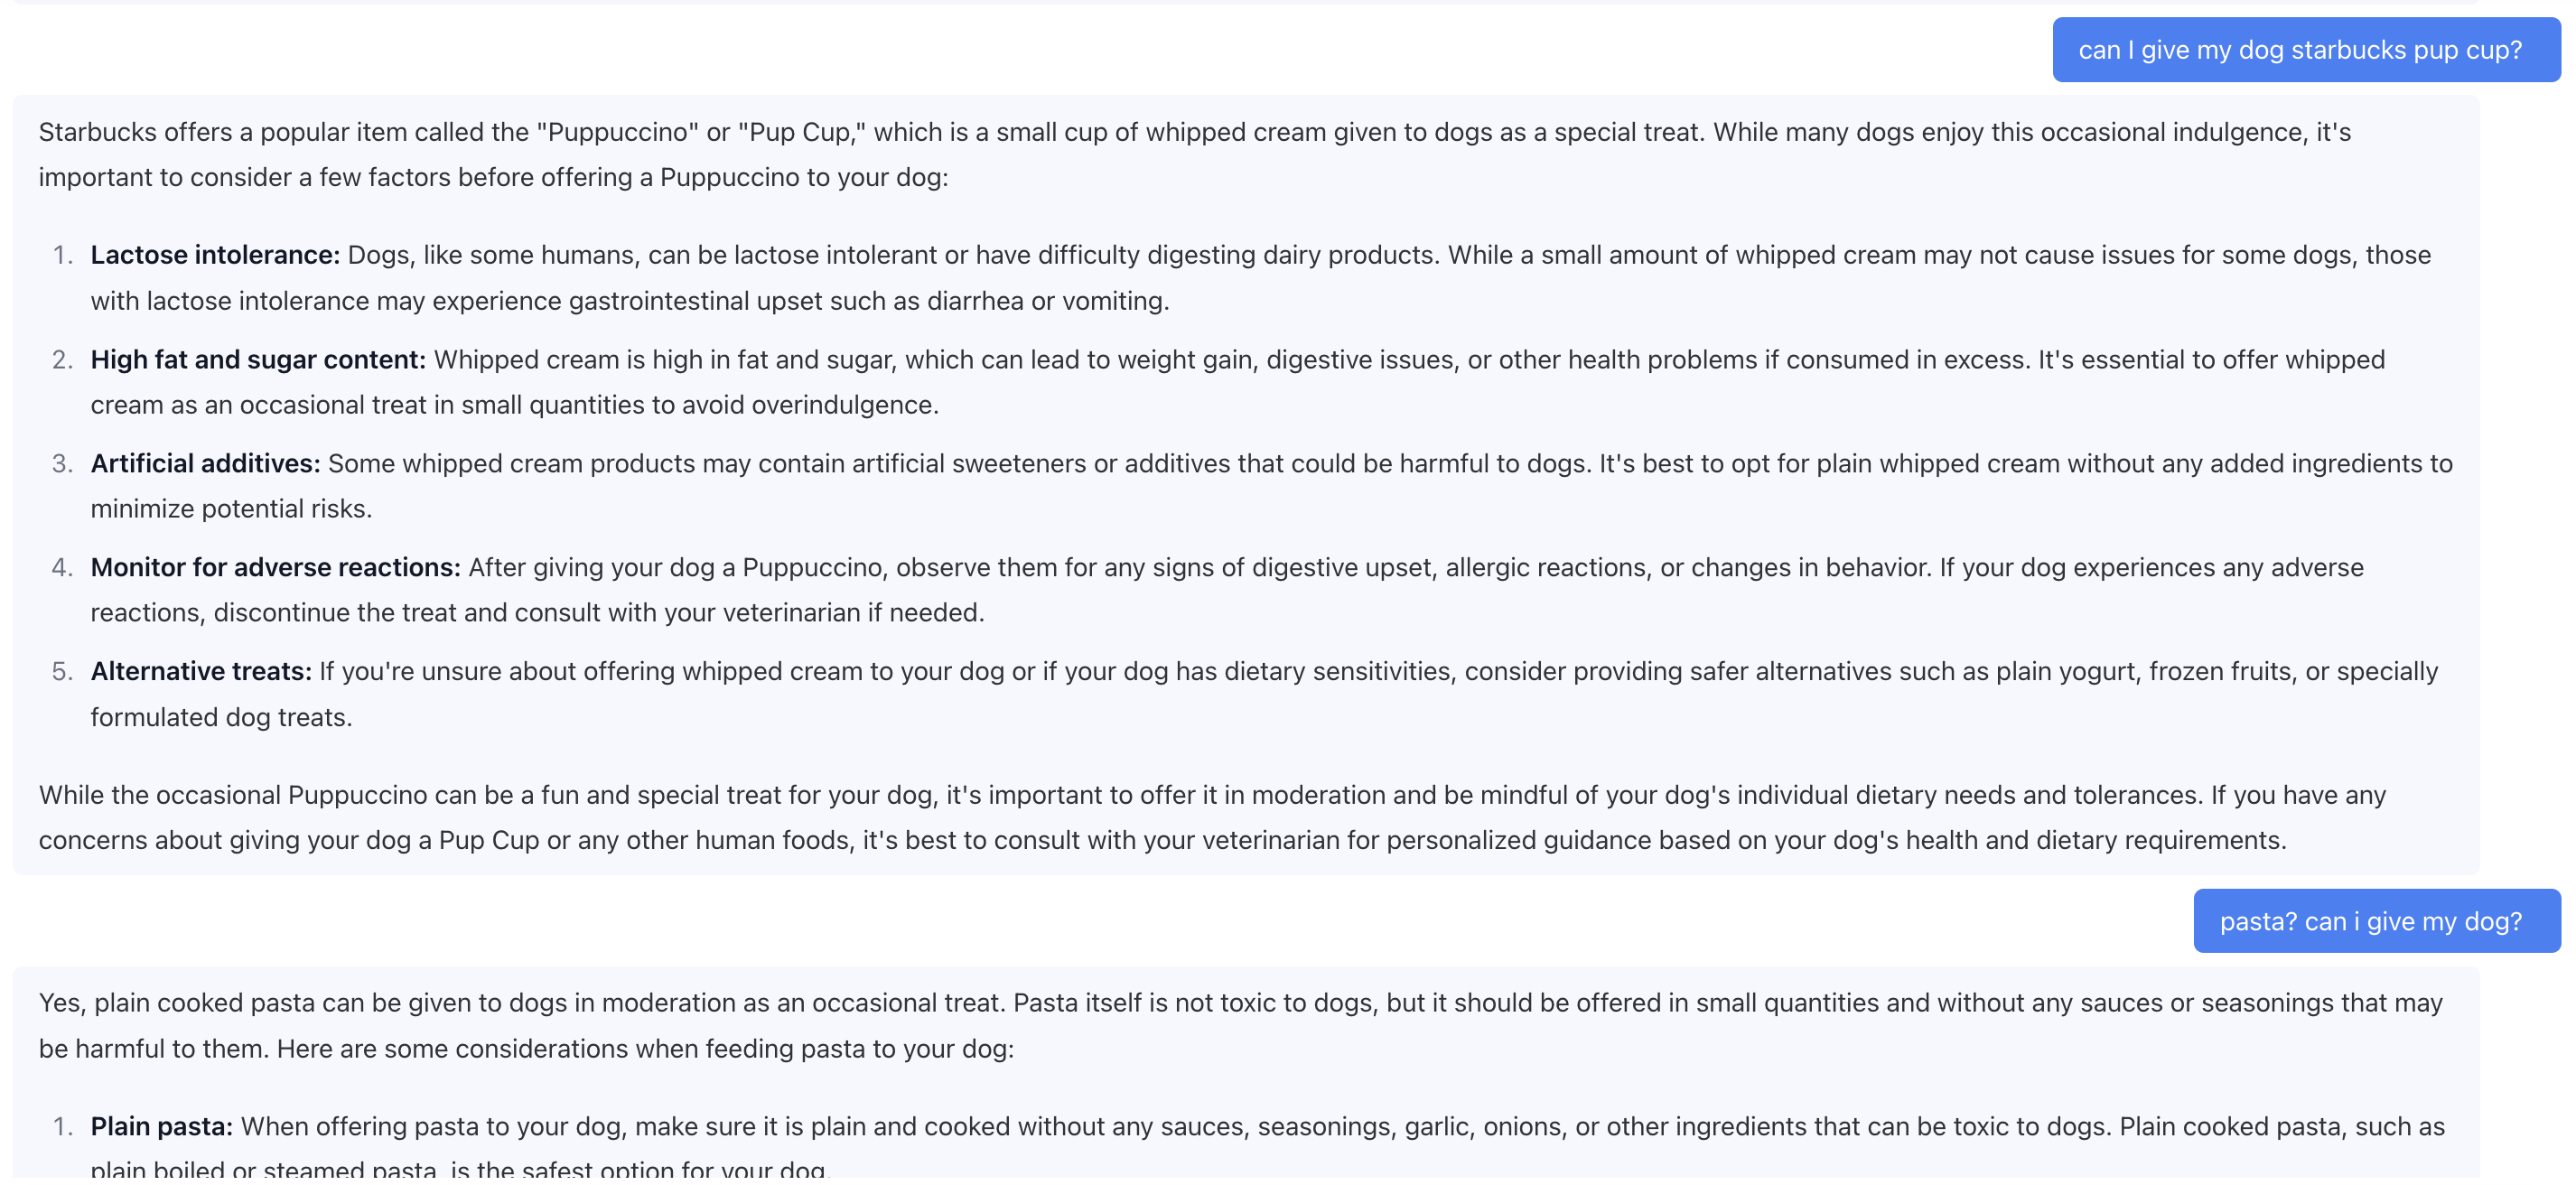 can I give my dog starbucks pup cup?
Starbucks offers a popular item called the "Puppuccino" or "Pup Cup," which is a small cup of whipped cream given to dogs as a special treat. While many dogs enjoy this occasional indulgence, it's
important to consider a few factors before offering a Puppuccino to your dog:
1. Lactose intolerance: Dogs, like some humans, can be lactose intolerant or have difficulty digesting dairy products. While a small amount of whipped cream may not cause issues for some dogs, those
with lactose intolerance may experience gastrointestinal upset such as diarrhea or vomiting.
2. High fat and sugar content: Whipped cream is high in fat and sugar, which can lead to weight gain, digestive issues, or other health problems if consumed in excess. It's essential to offer whipped
cream as an occasional treat in small quantities to avoid overindulgence.
3. Artificial additives: Some whipped cream products may contain artificial sweeteners or additives that could be harmful to dogs. It's best to opt for plain whipped cream without any added ingredients to
minimize potential risks.
4. Monitor for adverse reactions: After giving your dog a Puppuccino, observe them for any signs of digestive upset, allergic reactions, or changes in behavior. If your dog experiences any adverse
reactions, discontinue the treat and consult with your veterinarian if needed.
5. Alternative treats: If you're unsure about offering whipped cream to your dog or if your dog has dietary sensitivities, consider providing safer alternatives such as plain yogurt, frozen fruits, or specially
formulated dog treats.
While the occasional Puppuccino can be a fun and special treat for your dog, it's important to offer it in moderation and be mindful of your dog's individual dietary needs and tolerances. If you have any
concerns about giving your dog a Pup Cup or any other human foods, it's best to consult with your veterinarian for personalized guidance based on your dog's health and dietary requirements.
pasta? can i give my dog?
Yes, plain cooked pasta can be given to dogs in moderation as an occasional treat. Pasta itself is not toxic to dogs, but it should be offered in small quantities and without any sauces or seasonings that may
be harmful to them. Here are some considerations when feeding pasta to your dog:
1. Plain pasta: When offering pasta to your dog, make sure it is plain and cooked without any sauces, seasonings, garlic, onions, or other ingredients that can be toxic to dogs. Plain cooked pasta, such as
plain boiled or steamed pasta, is the safest option for your dog.